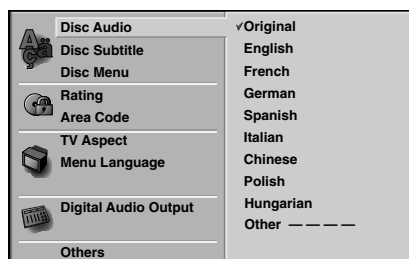 Disc Audio
Disc Subtitle
Disc Menu
Rating
Area Code
TV Aspect
Menu Language
Digital Audio Output
Others
✓Original
English
French
German
Spanish
Italian
Chinese
Polish
Hungarian
Other — — — —